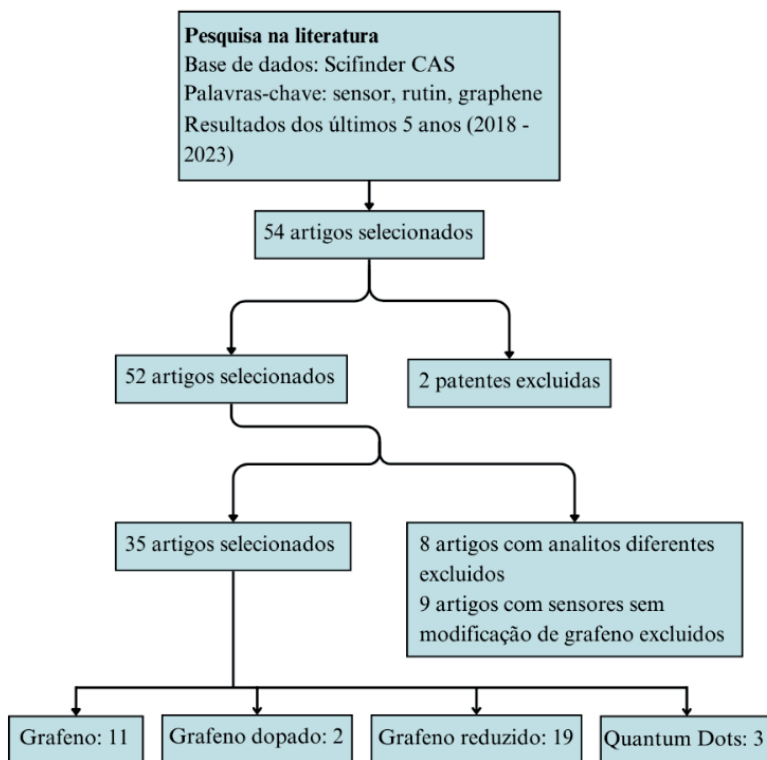 Pesquisa na literatura
Base de dados: Scifinder CAS
Palavras-chave: sensor, rutin, graphene
Resultados dos últimos 5 anos (2018 -
2023)
54 artigos selecionados
52 artigos selecionados
2 patentes excluidas
35 artigos selecionados
8 artigos com analitos diferentes
excluidos
9 artigos com sensores sem
modificação de grafeno excluidos
Grafeno: 11
Grafeno dopado: 2
Grafeno reduzido: 19
Quantum Dots: 3